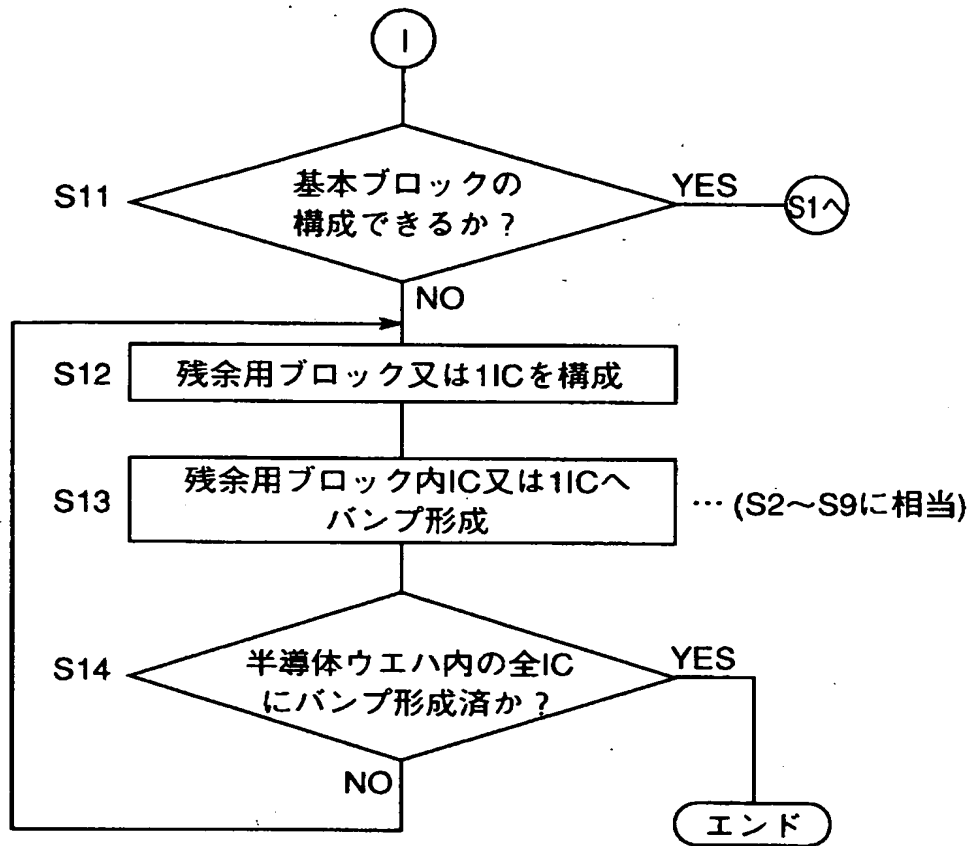 I
S11
基本ブロックの
構成できるか？
YES
S1へ
NO
S12
残余用ブロック又は1ICを構成
S13
残余用ブロック内IC又は1ICへ
バンプ形成
… (S2〜S9に相当)
S14
半導体ウエハ内の全IC
にバンプ形成済か？
YES
NO
エンド